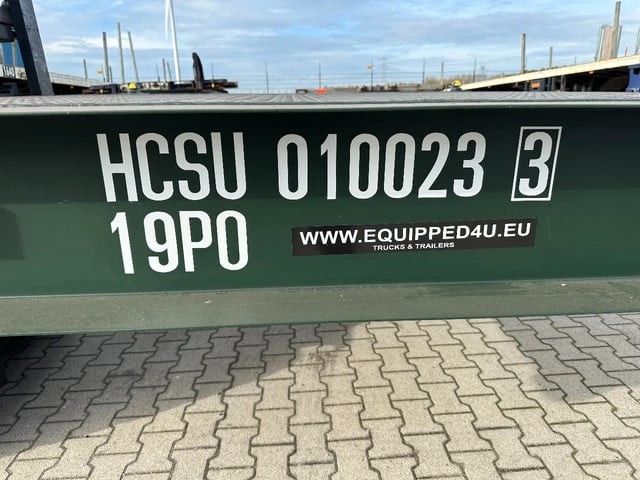 HCSU 010023 3
19P0
WWW.EQUIPPED4U.EU
TRUCKS & TRAILERS